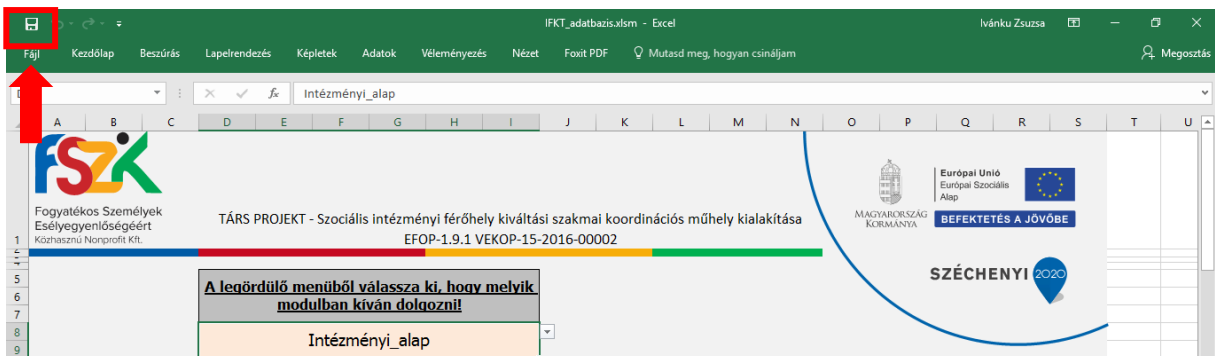 IFKT_adatbazis.xlsm - Excel
Ivánku Zsuzsa
Fájl Kezdőlap Beszúrás Lapelrendezés Képletek Adatok Véleményezés Nézet Foxit PDF Mutasd meg, hogyan csináljam Megosztás
fx Intézményi_alap
A B C D E F G H I J K L M N O P Q R S T U
FSZK
Fogyatékos Személyek
Esélyegyenlőségéért
Közhasznú Nonprofit Kft.
TÁRS PROJEKT - Szociális intézményi férőhely kiváltási szakmai koordinációs műhely kialakítása
EFOP-1.9.1 VEKOP-15-2016-00002
MAGYARORSZÁG
KORMÁNYA
Európai Unió
Európai Szociális
Alap
BEFEKTETÉS A JÖVŐBE
SZÉCHENYI 2020
1
5
6
7
8
9
A legördülő menüből válassza ki, hogy melyik
modulban kíván dolgozni!
Intézményi_alap